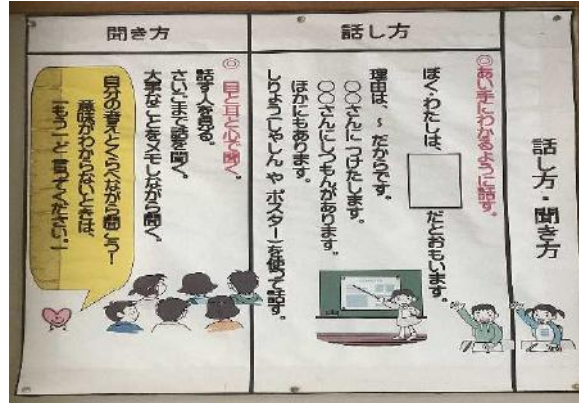 話し方・聞き方
話し方
◎あい手にわかるように話す。
ぼく・わたしは、
だとおもいます。
理由は、～だからです。
○○さんにつけたします。
○○さんにしつもんがあります。
ほかにもあります。
しりょう(しゃしんやポスター)を使って話す。
聞き方
◎目と耳と心で聞く。
話す人を見る。
さいごまで話を聞く。
大事なことをメモしながら聞く。
自分の考えとくらべながら聞こう！
意味がわからないときは、
「もう一ど言ってください。」